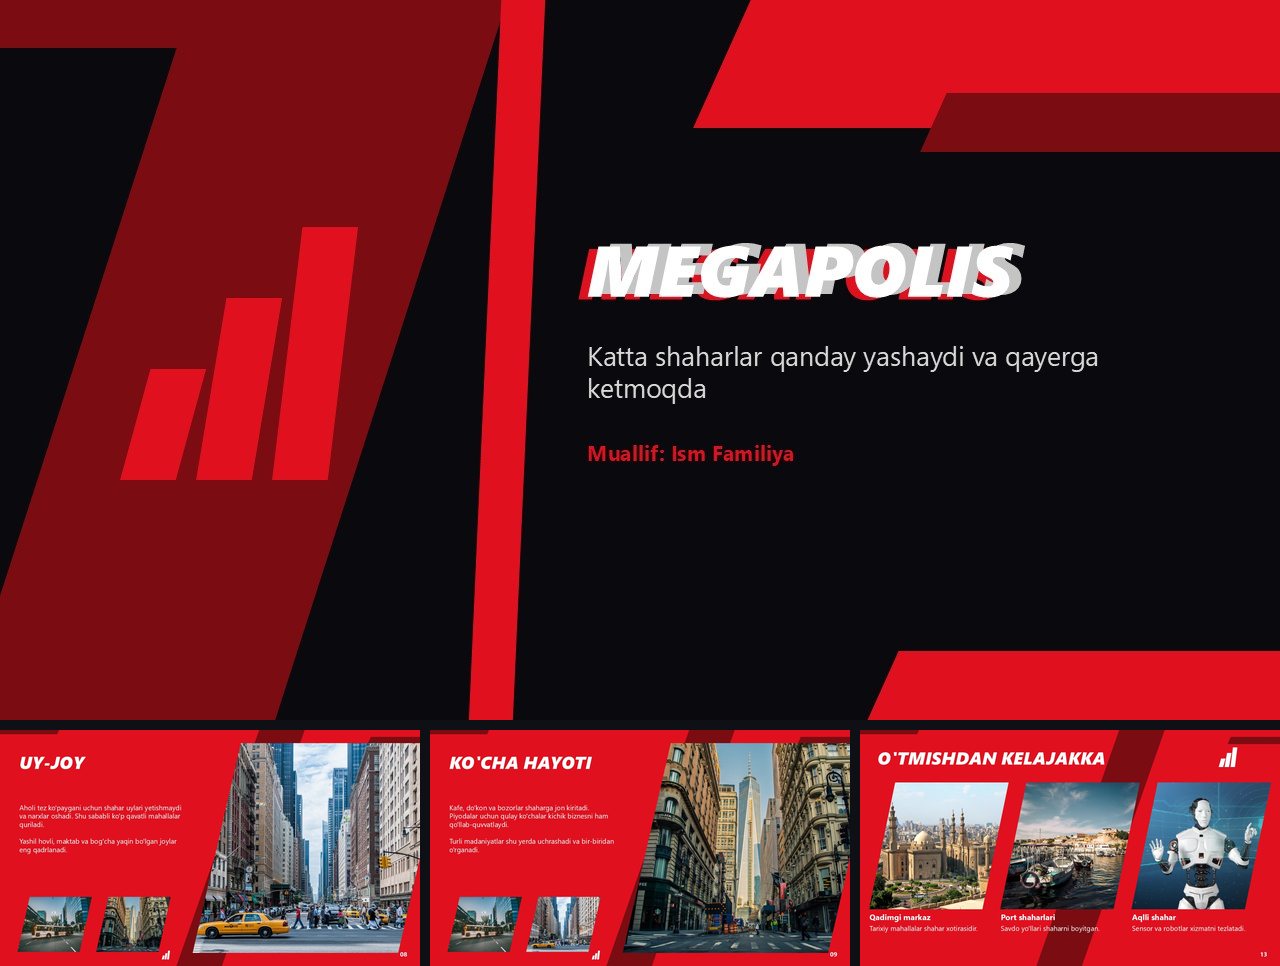 MEGAPOLIS
Katta shaharlar qanday yashaydi va qayerga
ketmoqda
Muallif: Ism Familiya
UY-JOY
Aholi tez ko'paygani uchun shahar uylari yetishmaydi
va narxlar oshadi. Shu sababli ko'p qavatli mahallalar
quriladi.
Yashil hovli, maktab va bog'cha yaqin bo'lgan joylar
eng qadrlanadi.
08
KO'CHA HAYOTI
Kafe, do'kon va bozorlar shaharga jon kiritadi.
Piyodalar uchun qulay ko'chalar kichik biznesni ham
qo'llab-quvvatlaydi.
Turli madaniyatlar shu yerda uchrashadi va bir-biridan
o'rganadi.
09
O'TMISHDAN KELAJAKKA
Qadimgi markaz
Tarixiy mahallalar shahar xotirasidir.
Port shaharlari
Savdo yo'llari shaharni boyitgan.
Aqlli shahar
Sensor va robotlar xizmatni tezlatadi.
13